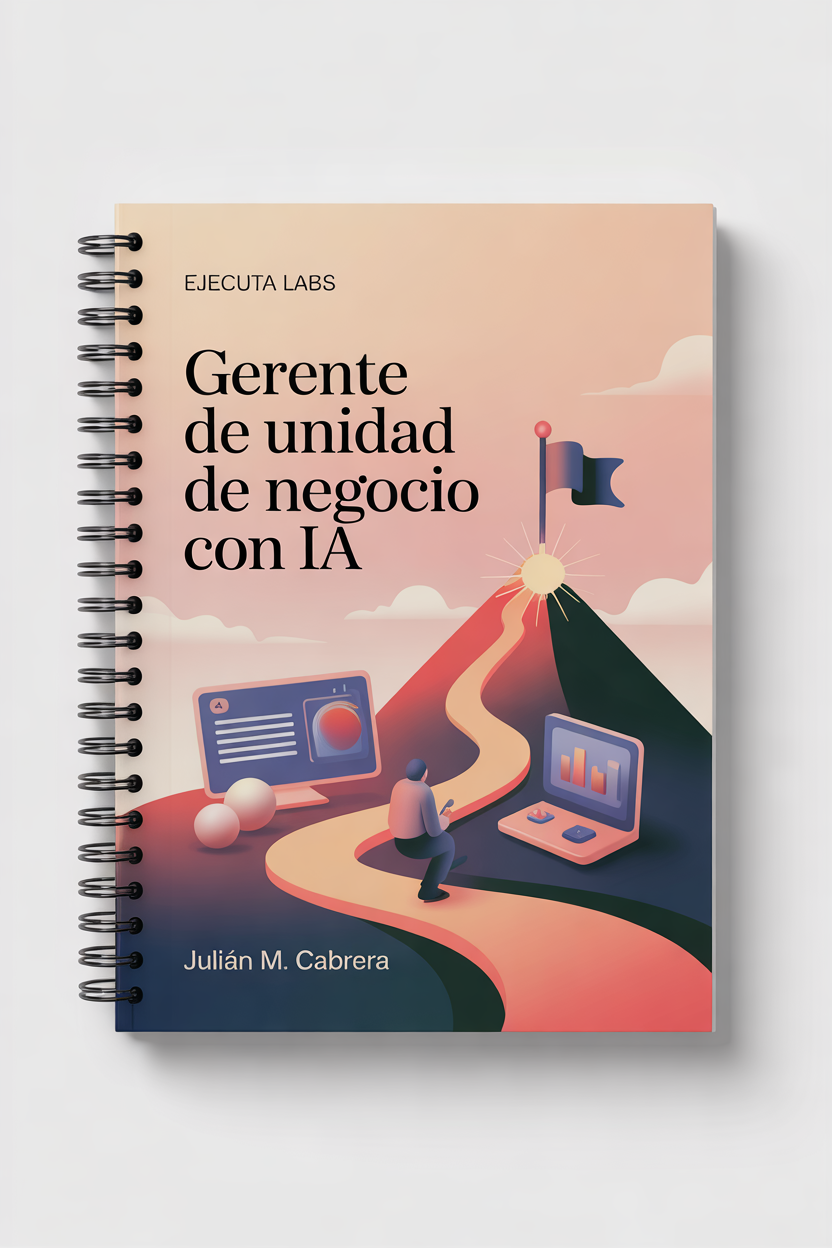 EJECUTA LABS
Gerente
de unidad
de negocio
con IA
Julián M. Cabrera